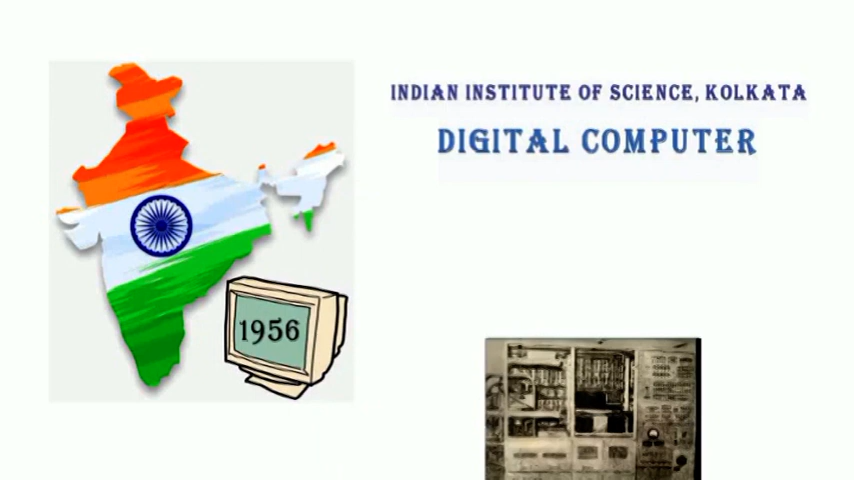 INDIAN INSTITUTE OF SCIENCE, KOLKATA
DIGITAL COMPUTER
1956